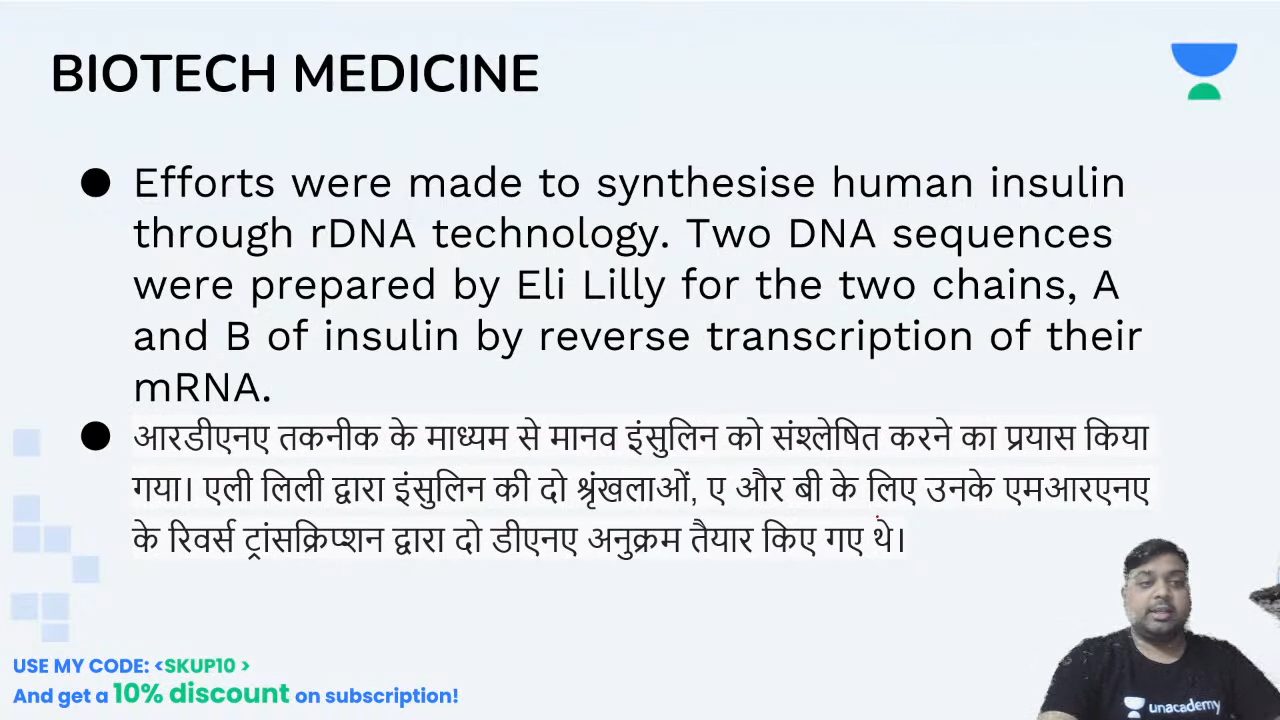 BIOTECH MEDICINE
● Efforts were made to synthesise human insulin
through rDNA technology. Two DNA sequences
were prepared by Eli Lilly for the two chains, A
and B of insulin by reverse transcription of their
mRNA.
● आरडीएनए तकनीक के माध्यम से मानव इंसुलिन को संश्लेषित करने का प्रयास किया
गया। एली लिली द्वारा इंसुलिन की दो श्रृंखलाओं, ए और बी के लिए उनके एमआरएनए
के रिवर्स ट्रांसक्रिप्शन द्वारा दो डीएनए अनुक्रम तैयार किए गए थे।
USE MY CODE: <SKUP10 >
And get a 10% discount on subscription!
unacademy